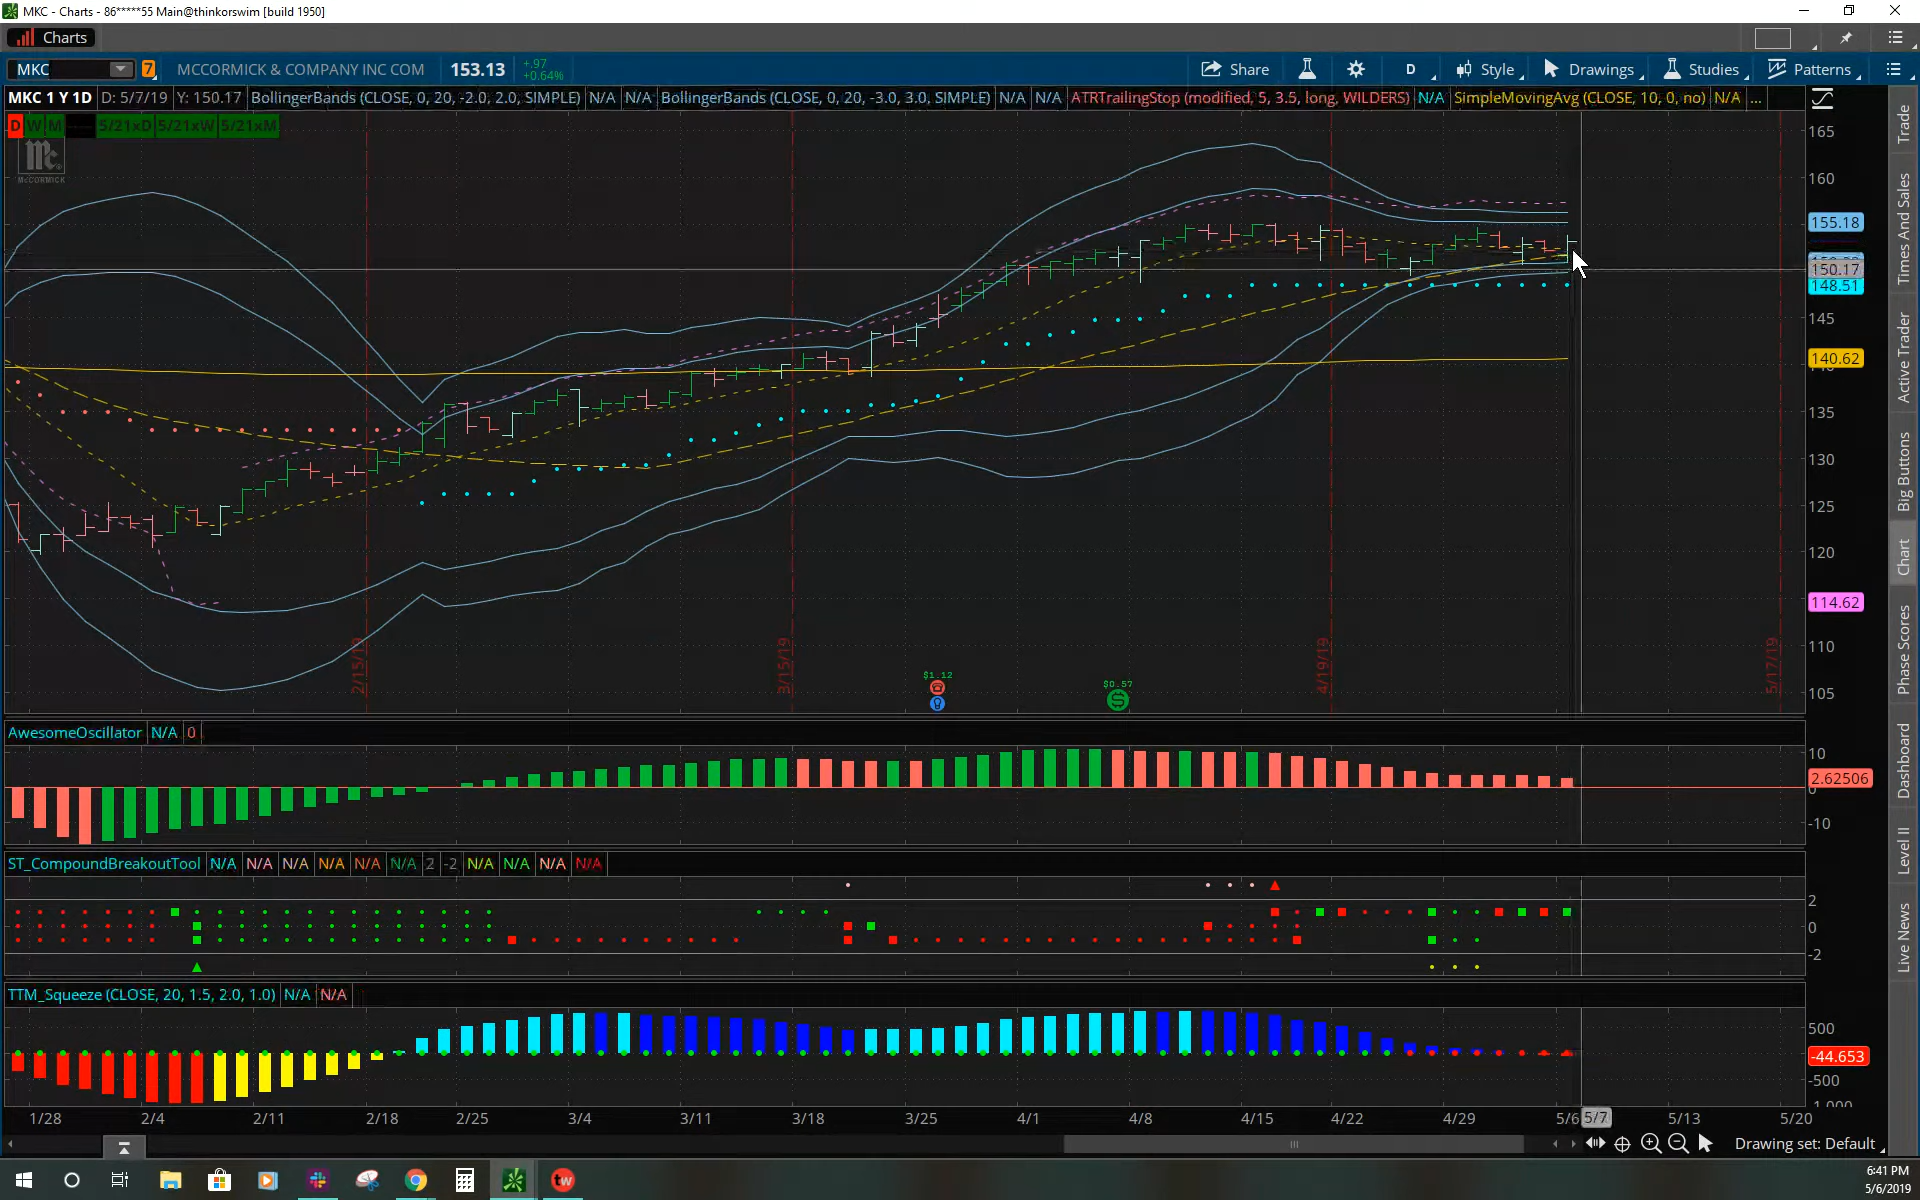 MKC - Charts - 86*****55 Main@thinkorswim [build 1950]
Charts
MKC 7 MCCORMICK & COMPANY INC COM 153.13 +.97 +0.64% Share D Style Drawings Studies Patterns
MKC 1 Y 1D D: 5/7/19 Y: 150.17 BollingerBands (CLOSE, 0, 20, -2.0, 2.0, SIMPLE) N/A N/A BollingerBands (CLOSE, 0, 20, -3.0, 3.0, SIMPLE) N/A N/A ATRTrailingStop (modified, 5, 3.5, long, WILDERS) N/A SimpleMovingAvg (CLOSE, 10, 0, no) N/A ...
D W M 5/21xD 5/21xW 5/21xM
Mc
McCORMICK
165
160
155.18
150.17
148.51
145
140.62
135
130
125
120
114.62
110
105
2/15/19
3/15/19
4/19/19
5/17/19
$1.12
$0.57
AwesomeOscillator N/A 0
10
2.62506
0
-10
ST_CompoundBreakoutTool N/A N/A N/A N/A N/A N/A 2 -2 N/A N/A N/A N/A
2
0
-2
TTM_Squeeze (CLOSE, 20, 1.5, 2.0, 1.0) N/A N/A
500
-44.653
-500
1/28 2/4 2/11 2/18 2/25 3/4 3/11 3/18 3/25 4/1 4/8 4/15 4/22 4/29 5/6 5/7 5/13 5/20
Drawing set: Default
Trade
Times And Sales
Active Trader
Big Buttons
Chart
Phase Scores
Dashboard
Level II
Live News
tw
6:41 PM
5/6/2019